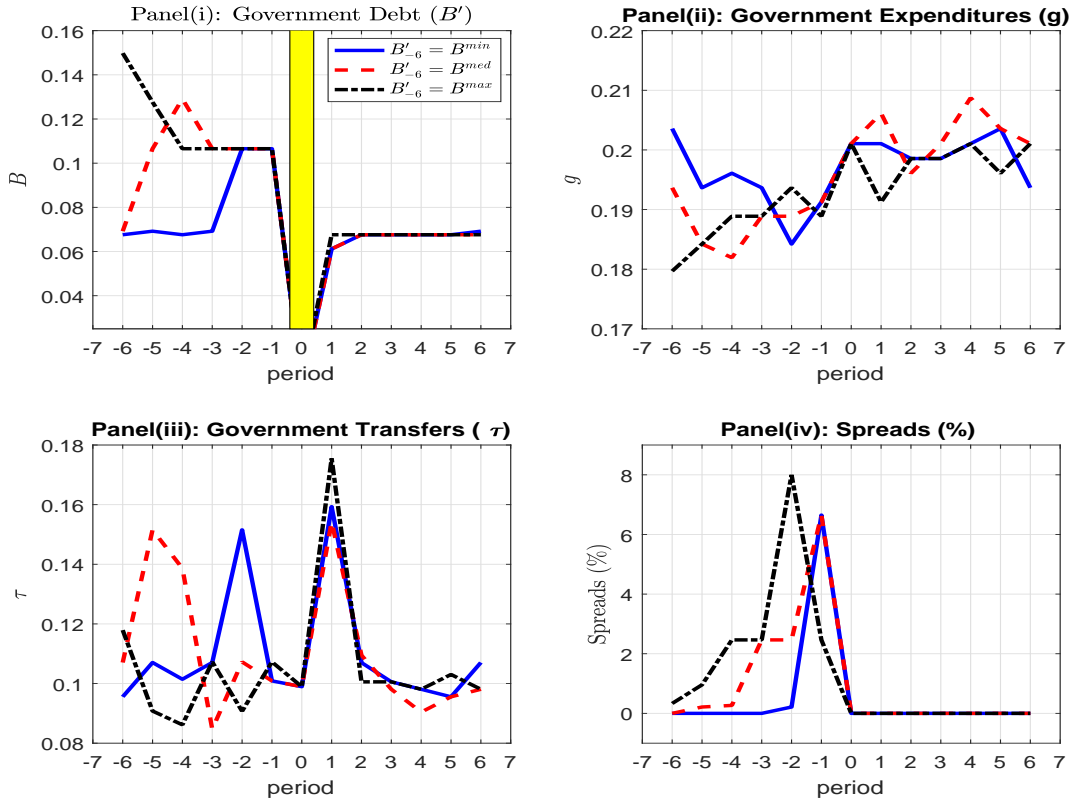 Panel(i): Government Debt (B′)
0.16
0.14
0.12
0.1
0.08
0.06
0.04
B
-7 -6 -5 -4 -3 -2 -1 0 1 2 3 4 5 6 7
period
B′₋₆ = Bᵐⁱⁿ
B′₋₆ = Bᵐᵉᵈ
B′₋₆ = Bᵐᵃˣ
Panel(ii): Government Expenditures (g)
0.22
0.21
0.2
0.19
0.18
0.17
g
-7 -6 -5 -4 -3 -2 -1 0 1 2 3 4 5 6 7
period
Panel(iii): Government Transfers ( τ)
0.18
0.16
0.14
0.12
0.1
0.08
τ
-7 -6 -5 -4 -3 -2 -1 0 1 2 3 4 5 6 7
period
Panel(iv): Spreads (%)
8
6
4
2
0
Spreads (%)
-7 -6 -5 -4 -3 -2 -1 0 1 2 3 4 5 6 7
period